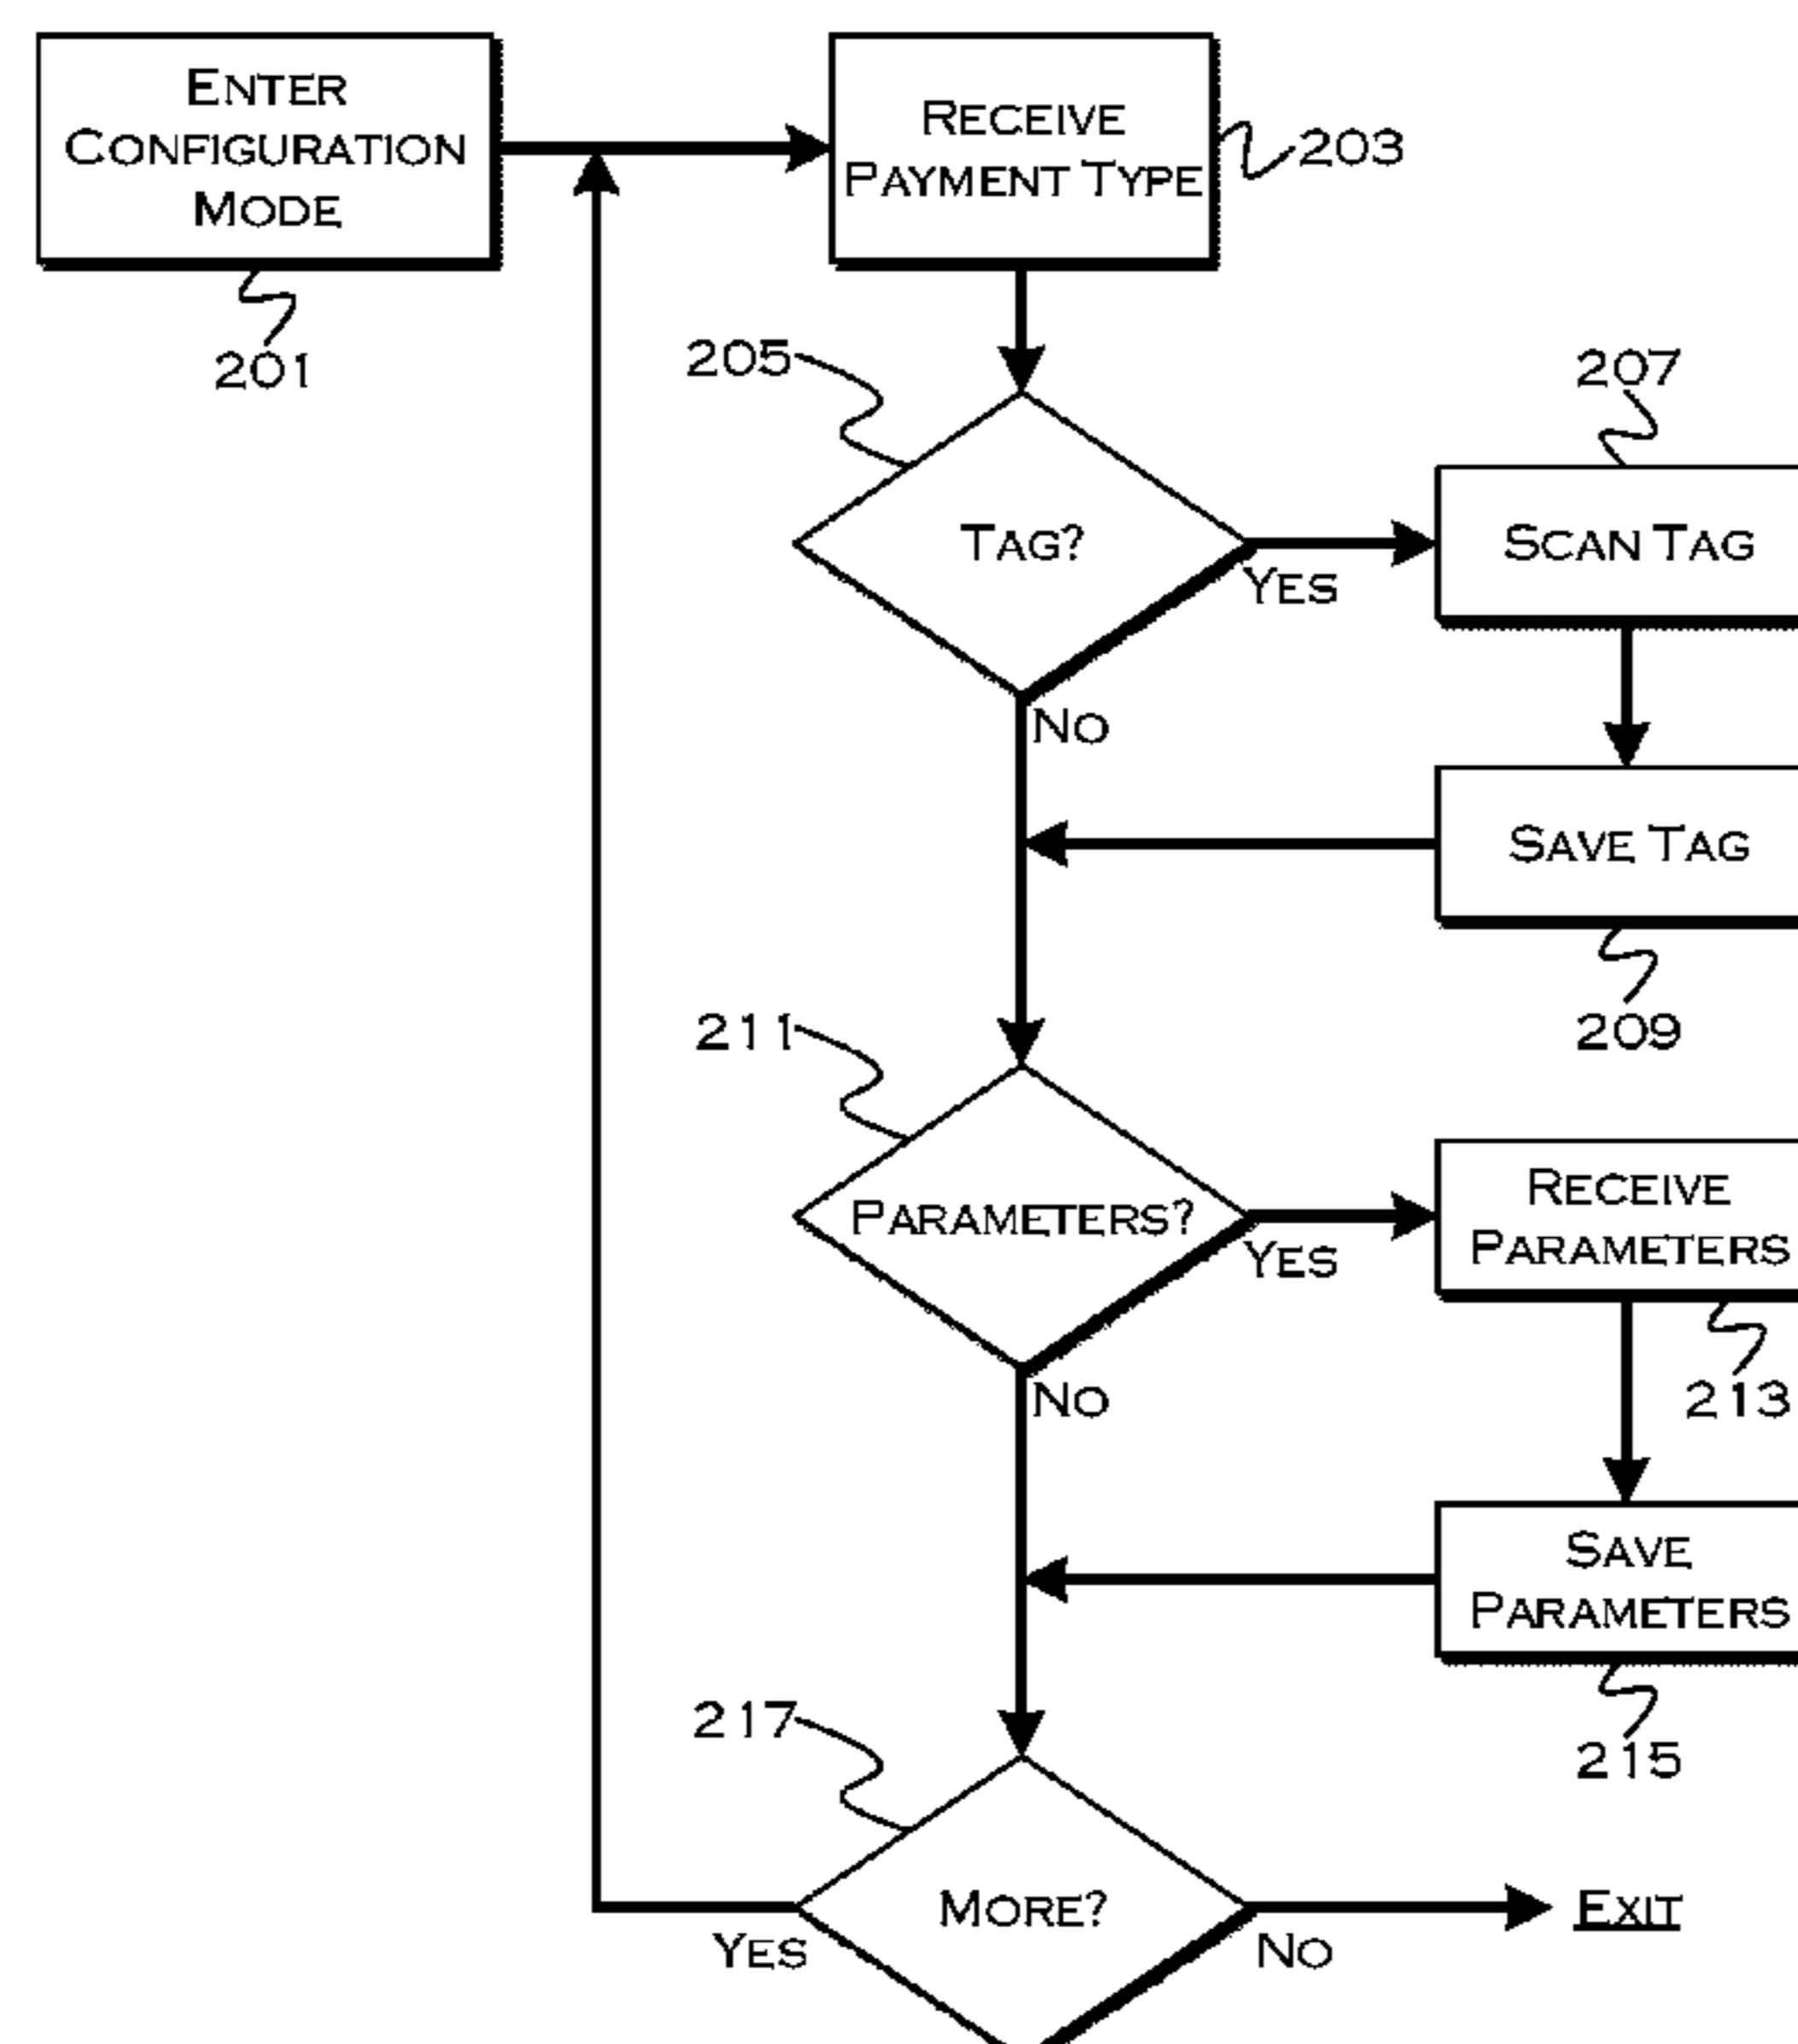 ENTER
CONFIGURATION
MODE
201
RECEIVE
PAYMENT TYPE
203
205
TAG?
YES
NO
207
SCAN TAG
SAVE TAG
209
211
PARAMETERS?
YES
NO
RECEIVE
PARAMETERS
213
SAVE
PARAMETERS
215
217
MORE?
YES
NO
EXIT